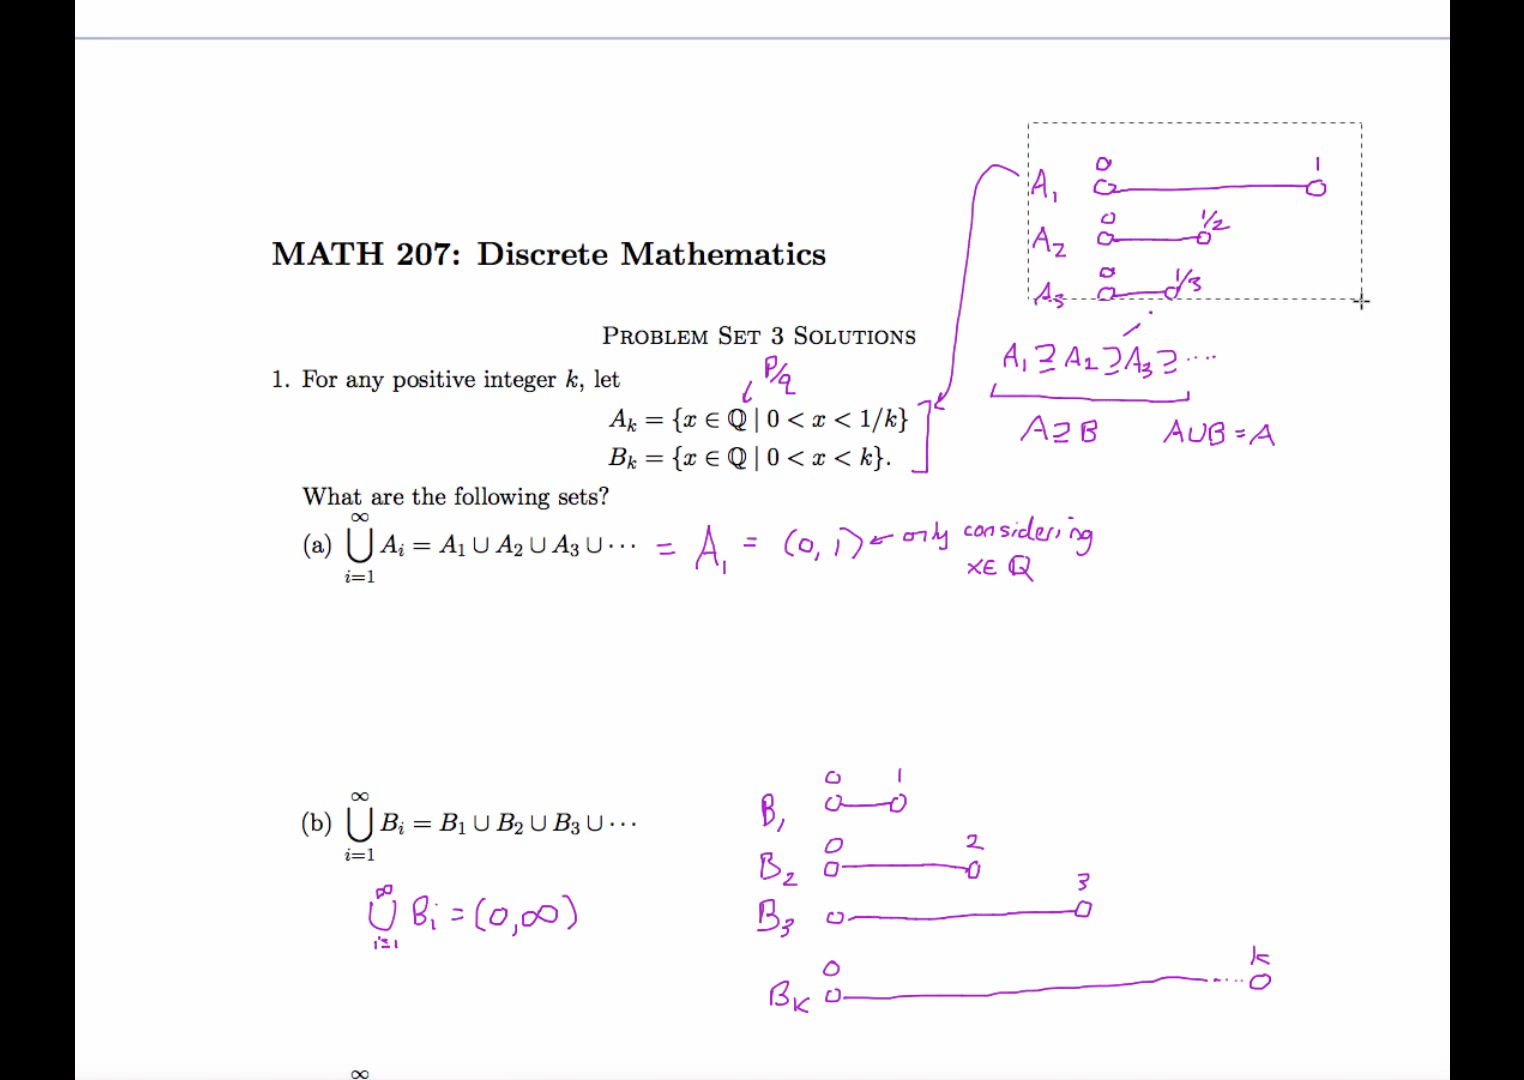 0 1
A₁
0 1/2
A₂
0 1/3
A₃
MATH 207: Discrete Mathematics
PROBLEM SET 3 SOLUTIONS
A₁ ⊇ A₂ ⊇ A₃ ⊇ ....
P/q
1. For any positive integer k, let
Aₖ = {x ∈ ℚ | 0 < x < 1/k}
A ⊇ B A∪B = A
Bₖ = {x ∈ ℚ | 0 < x < k}.
What are the following sets?
(a) ⋃_{i=1}^{∞} Aᵢ = A₁ ∪ A₂ ∪ A₃ ∪ ··· = A₁ = (0, 1) ← only considering
x ∈ ℚ
0 1
B₁
(b) ⋃_{i=1}^{∞} Bᵢ = B₁ ∪ B₂ ∪ B₃ ∪ ···
0 2
B₂
3
⋃_{i=1}^{∞} Bᵢ = (0, ∞)
B₃
0 k
Bₖ ....
∞